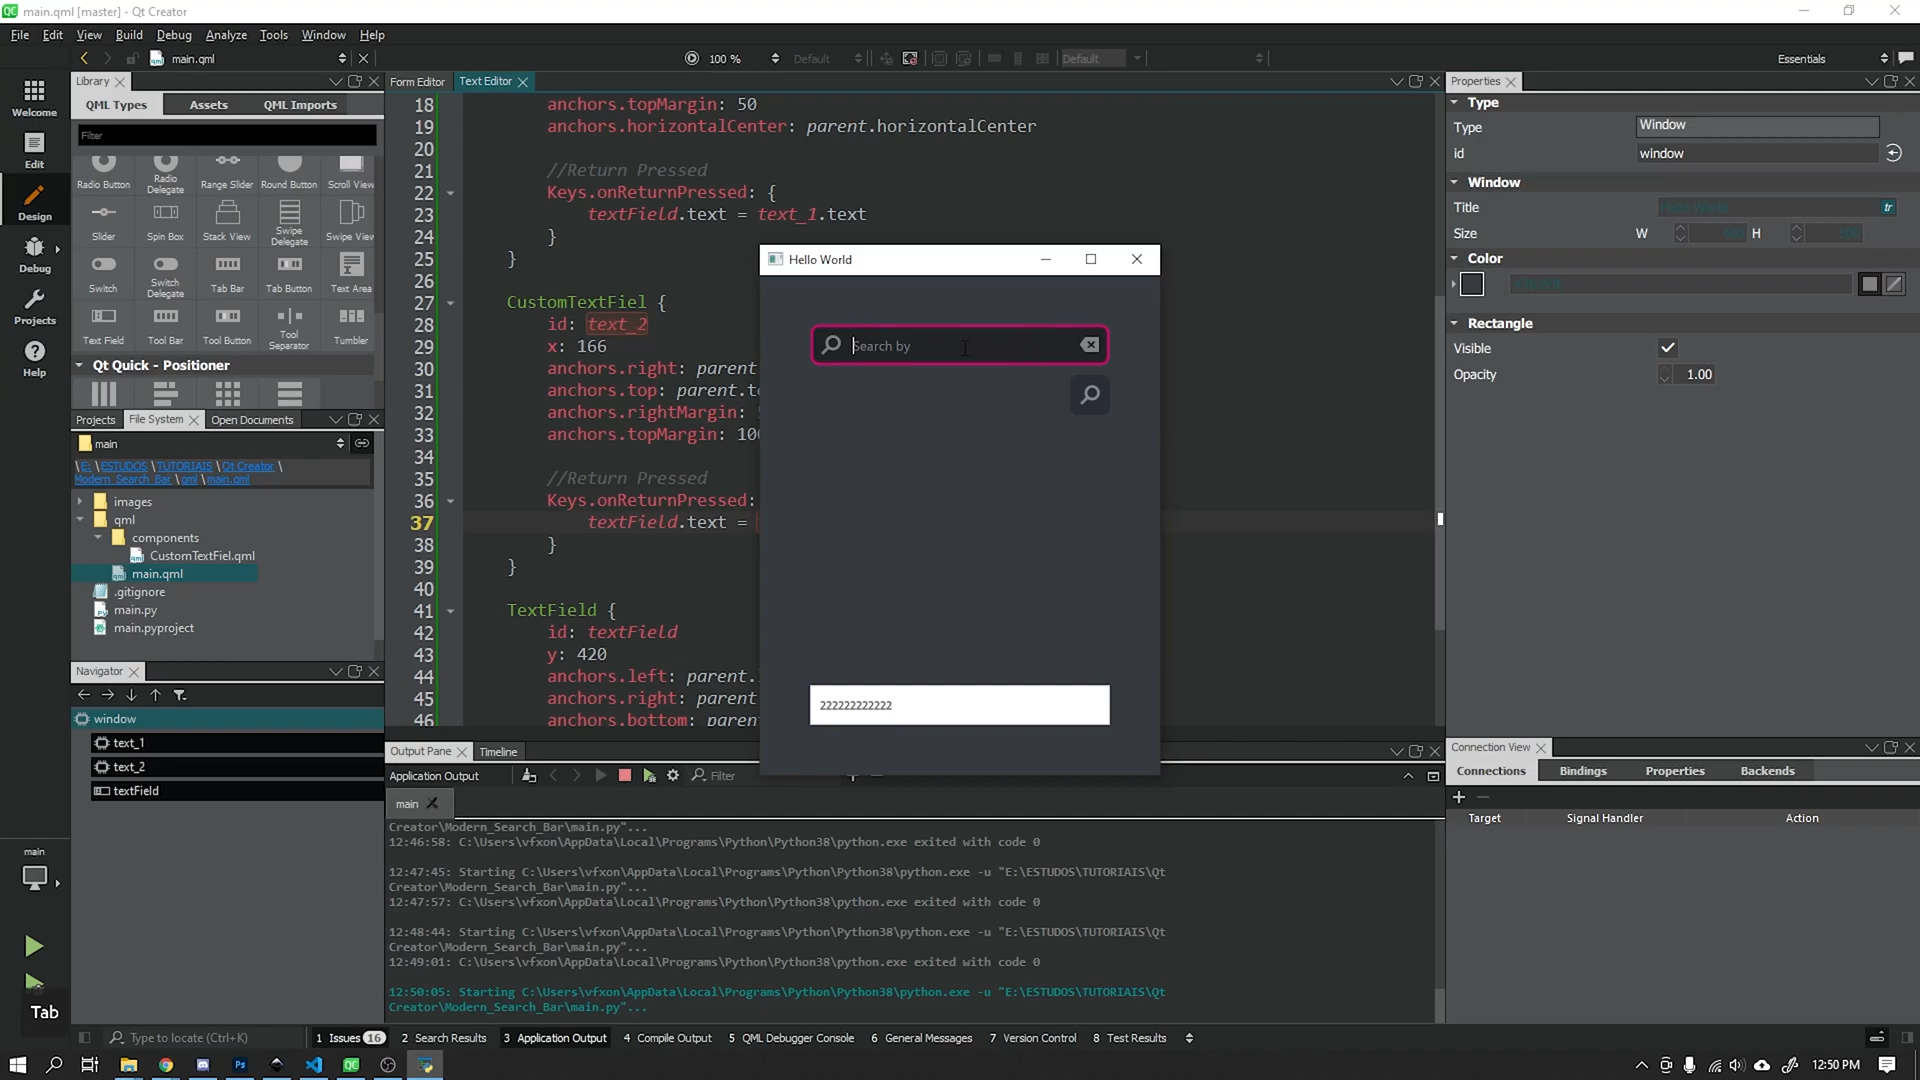 main.qml [master] - Qt Creator
File Edit View Build Debug Analyze Tools Window Help
main.qml
100 %
Default
Default
Essentials
Library
Form Editor
Text Editor
Properties
QML Types
Assets
QML Imports
Filter
Radio Button
Radio Delegate
Range Slider
Round Button
Scroll View
Slider
Spin Box
Stack View
Swipe Delegate
Swipe View
Switch
Switch Delegate
Tab Bar
Tab Button
Text Area
Text Field
Tool Bar
Tool Button
Tool Separator
Tumbler
Qt Quick - Positioner
Welcome
Edit
Design
Debug
Projects
Help
Projects
File System
Open Documents
main
\E: \ESTUDOS \TUTORIAIS \Qt Creator \
Modern_Search_Bar \qml \main.qml
images
qml
components
CustomTextFiel.qml
main.qml
.gitignore
main.py
main.pyproject
Navigator
window
text_1
text_2
textField
18 anchors.topMargin: 50
19 anchors.horizontalCenter: parent.horizontalCenter
20
21 //Return Pressed
22 Keys.onReturnPressed: {
23 textField.text = text_1.text
24 }
25 }
26
27 CustomTextFiel {
28 id: text_2
29 x: 166
30 anchors.right: parent
31 anchors.top: parent.t
32 anchors.rightMargin:
33 anchors.topMargin: 10
34
35 //Return Pressed
36 Keys.onReturnPressed:
37 textField.text =
38 }
39 }
40
41 TextField {
42 id: textField
43 y: 420
44 anchors.left: parent.
45 anchors.right: parent
46 anchors.bottom: paren
Hello World
Search by
222222222222
Type
Type Window
id window
Window
Title Hello World tr
Size W 400 H 500
Color
Rectangle
Visible
Opacity 1.00
Connection View
Connections
Bindings
Properties
Backends
Target
Signal Handler
Action
Output Pane
Timeline
Application Output
Filter
main
Creator\Modern_Search_Bar\main.py"...
12:46:58: C:\Users\vfxon\AppData\Local\Programs\Python\Python38\python.exe exited with code 0
12:47:45: Starting C:\Users\vfxon\AppData\Local\Programs\Python\Python38\python.exe -u "E:\ESTUDOS\TUTORIAIS\Qt
Creator\Modern_Search_Bar\main.py"...
12:47:57: C:\Users\vfxon\AppData\Local\Programs\Python\Python38\python.exe exited with code 0
12:48:44: Starting C:\Users\vfxon\AppData\Local\Programs\Python\Python38\python.exe -u "E:\ESTUDOS\TUTORIAIS\Qt
Creator\Modern_Search_Bar\main.py"...
12:49:01: C:\Users\vfxon\AppData\Local\Programs\Python\Python38\python.exe exited with code 0
12:50:05: Starting C:\Users\vfxon\AppData\Local\Programs\Python\Python38\python.exe -u "E:\ESTUDOS\TUTORIAIS\Qt
Creator\Modern_Search_Bar\main.py"...
main
Tab
Type to locate (Ctrl+K)
1 Issues 16
2 Search Results
3 Application Output
4 Compile Output
5 QML Debugger Console
6 General Messages
7 Version Control
8 Test Results
12:50 PM